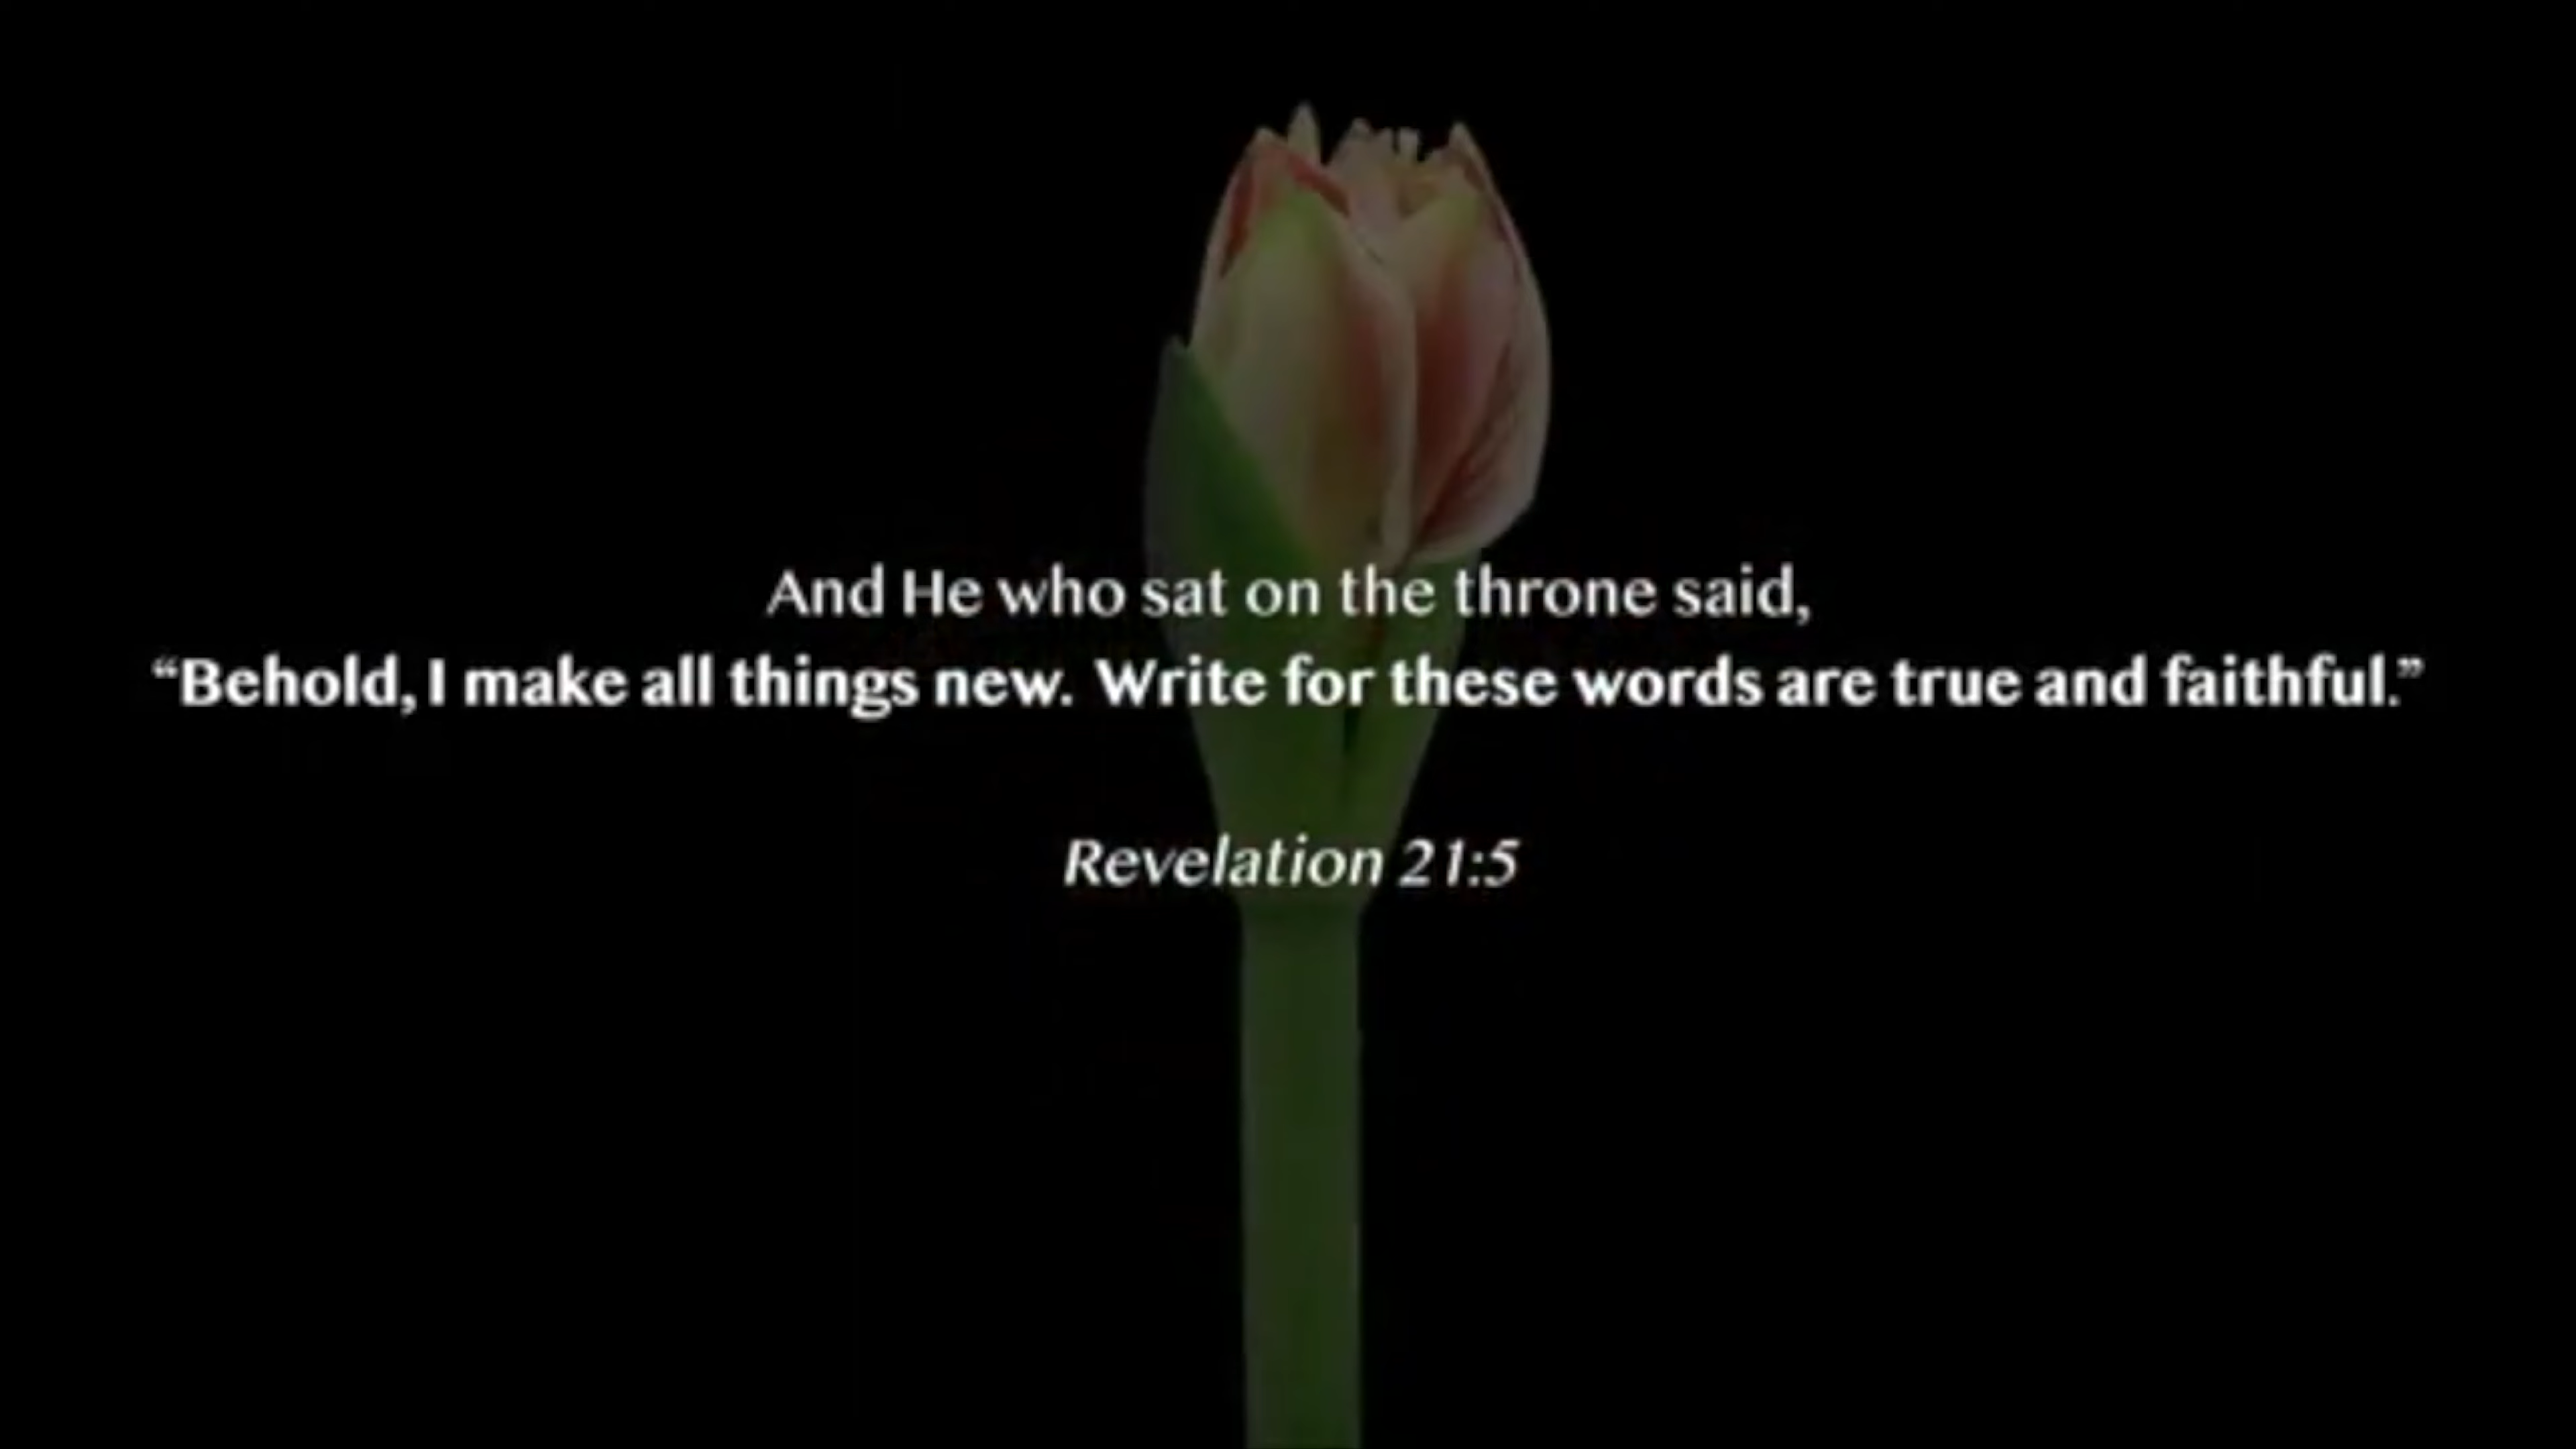 And He who sat on the throne said,
“Behold, I make all things new. Write for these words are true and faithful.”
Revelation 21:5